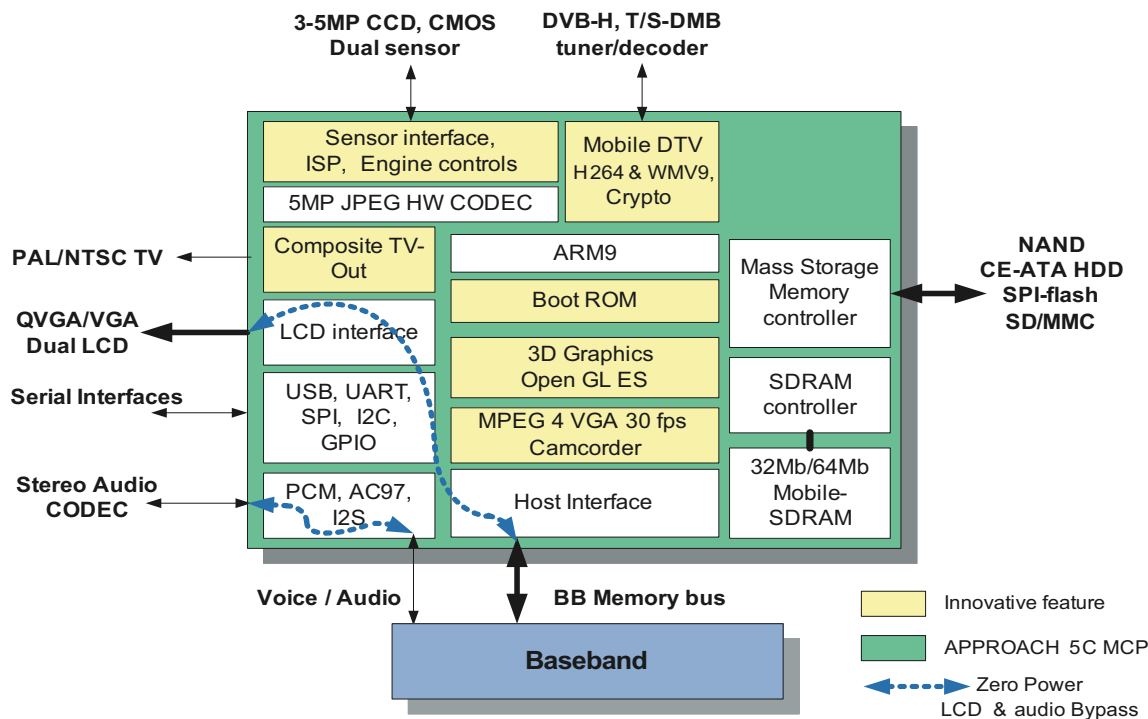 3-5MP CCD, CMOS
Dual sensor
DVB-H, T/S-DMB
tuner/decoder
Sensor interface,
ISP, Engine controls
Mobile DTV
H264 & WMV9,
Crypto
5MP JPEG HW CODEC
PAL/NTSC TV
Composite TV-
Out
ARM9
Mass Storage
Memory
controller
NAND
CE-ATA HDD
SPI-flash
SD/MMC
Boot ROM
QVGA/VGA
Dual LCD
LCD interface
3D Graphics
Open GL ES
SDRAM
controller
Serial Interfaces
USB, UART,
SPI, I2C,
GPIO
MPEG 4 VGA 30 fps
Camcorder
32Mb/64Mb
Mobile-
SDRAM
Stereo Audio
CODEC
PCM, AC97,
I2S
Host Interface
Voice / Audio
BB Memory bus
Baseband
Innovative feature
APPROACH 5C MCP
Zero Power
LCD & audio Bypass